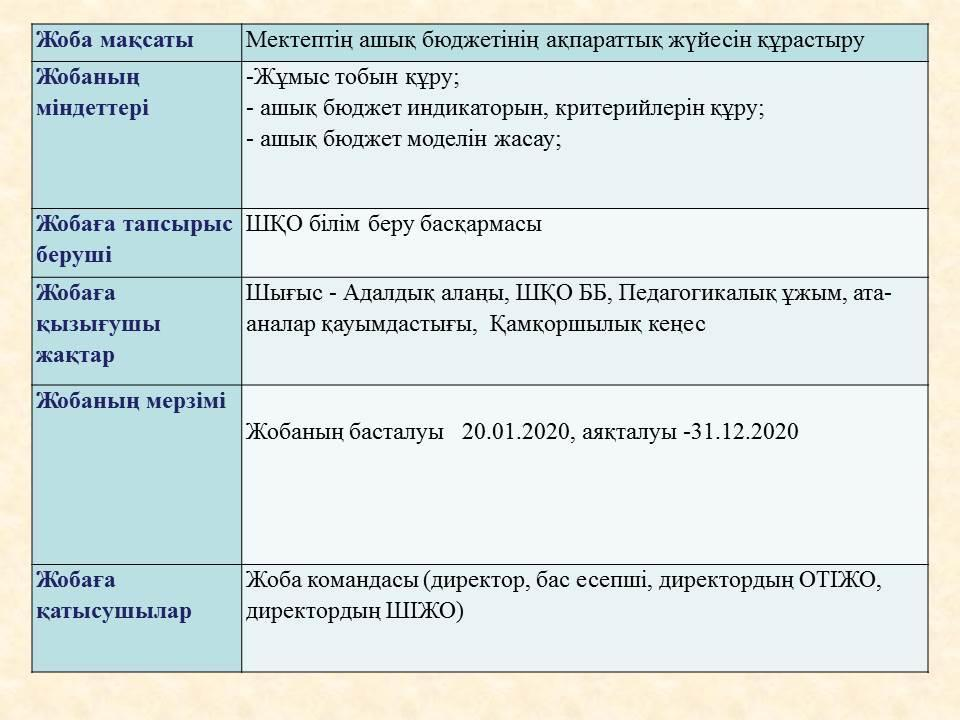 Жоба мақсаты
Мектептің ашық бюджетінің ақпараттық жүйесін құрастыру
Жобаның
міндеттері
-Жұмыс тобын құру;
- ашық бюджет индикаторын, критерийлерін құру;
- ашық бюджет моделін жасау;
Жобаға тапсырыс
беруші
ШҚО білім беру басқармасы
Жобаға
қызығушы
жақтар
Шығыс - Адалдық алаңы, ШҚО ББ, Педагогикалық ұжым, ата-
аналар қауымдастығы,  Қамқоршылық кеңес
Жобаның мерзімі
Жобаның басталуы   20.01.2020, аяқталуы -31.12.2020
Жобаға
қатысушылар
Жоба командасы (директор, бас есепші, директордың ОТІЖО,
директордың ШІЖО)